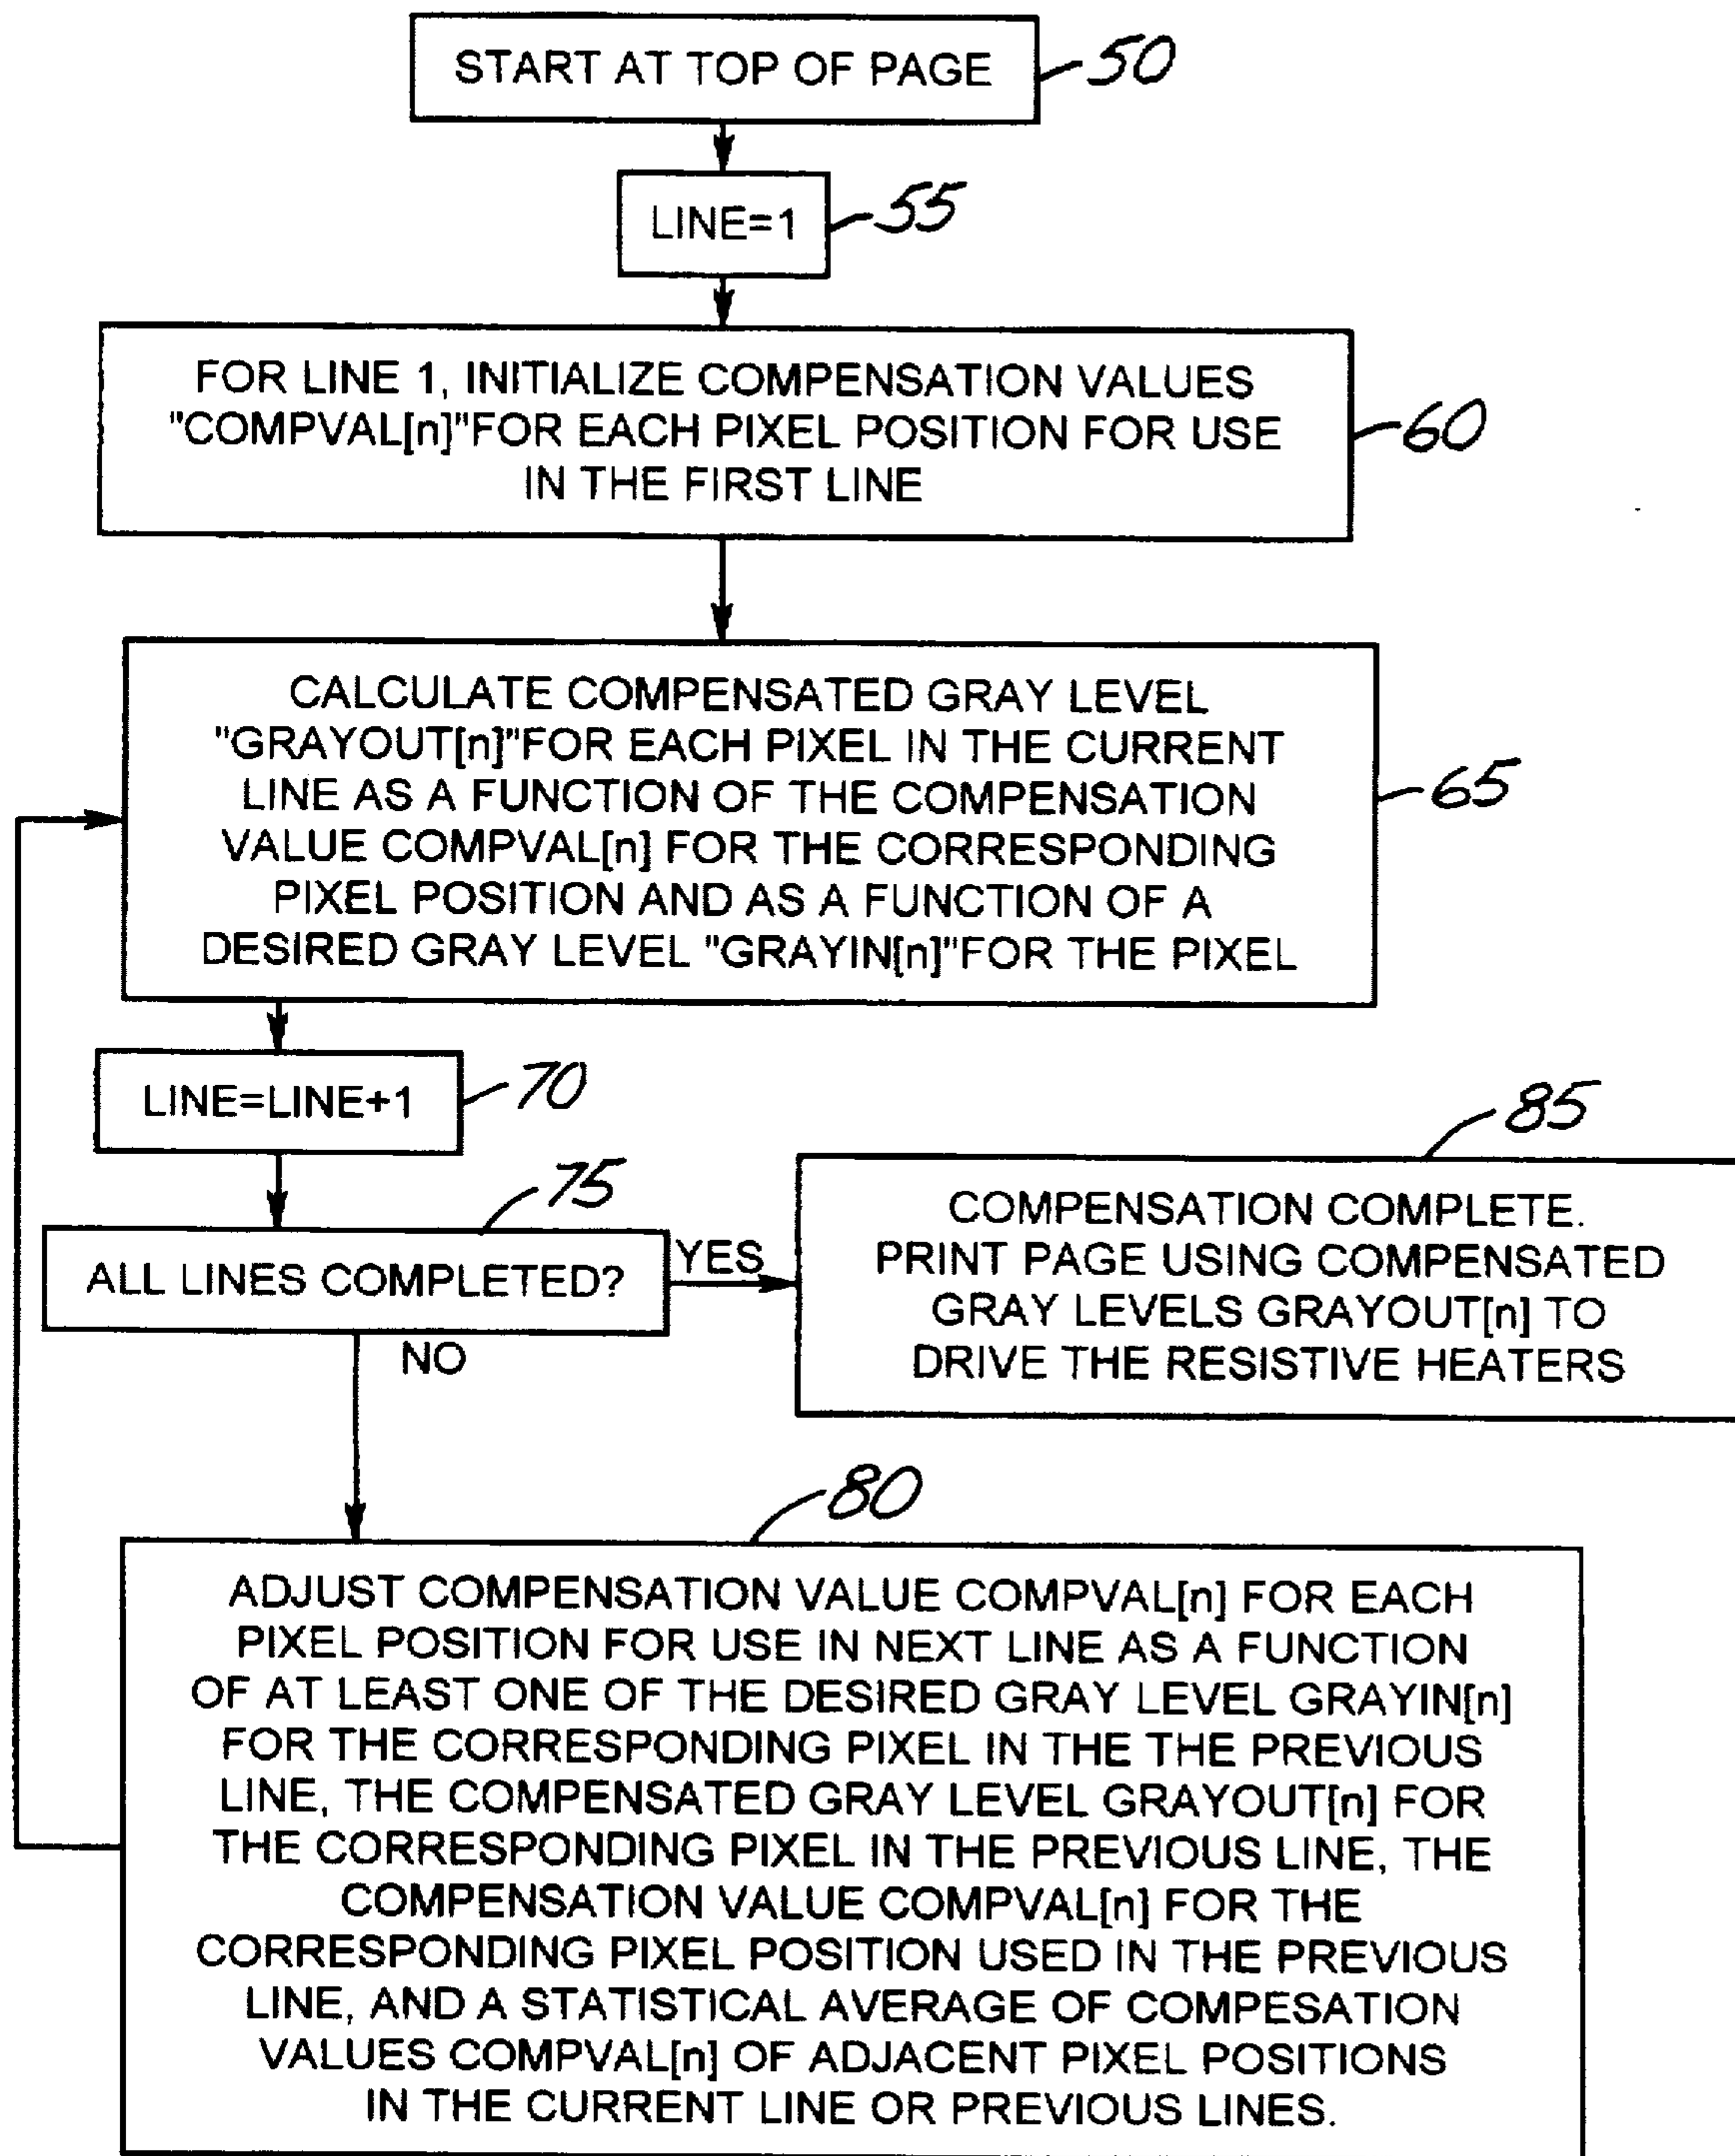 START AT TOP OF PAGE
50
LINE=1
55
FOR LINE 1, INITIALIZE COMPENSATION VALUES
"COMPVAL[n]"FOR EACH PIXEL POSITION FOR USE
IN THE FIRST LINE
60
CALCULATE COMPENSATED GRAY LEVEL
"GRAYOUT[n]"FOR EACH PIXEL IN THE CURRENT
LINE AS A FUNCTION OF THE COMPENSATION
VALUE COMPVAL[n] FOR THE CORRESPONDING
PIXEL POSITION AND AS A FUNCTION OF A
DESIRED GRAY LEVEL "GRAYIN[n]"FOR THE PIXEL
65
LINE=LINE+1
70
ALL LINES COMPLETED?
75
YES
NO
COMPENSATION COMPLETE.
PRINT PAGE USING COMPENSATED
GRAY LEVELS GRAYOUT[n] TO
DRIVE THE RESISTIVE HEATERS
85
80
ADJUST COMPENSATION VALUE COMPVAL[n] FOR EACH
PIXEL POSITION FOR USE IN NEXT LINE AS A FUNCTION
OF AT LEAST ONE OF THE DESIRED GRAY LEVEL GRAYIN[n]
FOR THE CORRESPONDING PIXEL IN THE THE PREVIOUS
LINE, THE COMPENSATED GRAY LEVEL GRAYOUT[n] FOR
THE CORRESPONDING PIXEL IN THE PREVIOUS LINE, THE
COMPENSATION VALUE COMPVAL[n] FOR THE
CORRESPONDING PIXEL POSITION USED IN THE PREVIOUS
LINE, AND A STATISTICAL AVERAGE OF COMPESATION
VALUES COMPVAL[n] OF ADJACENT PIXEL POSITIONS
IN THE CURRENT LINE OR PREVIOUS LINES.